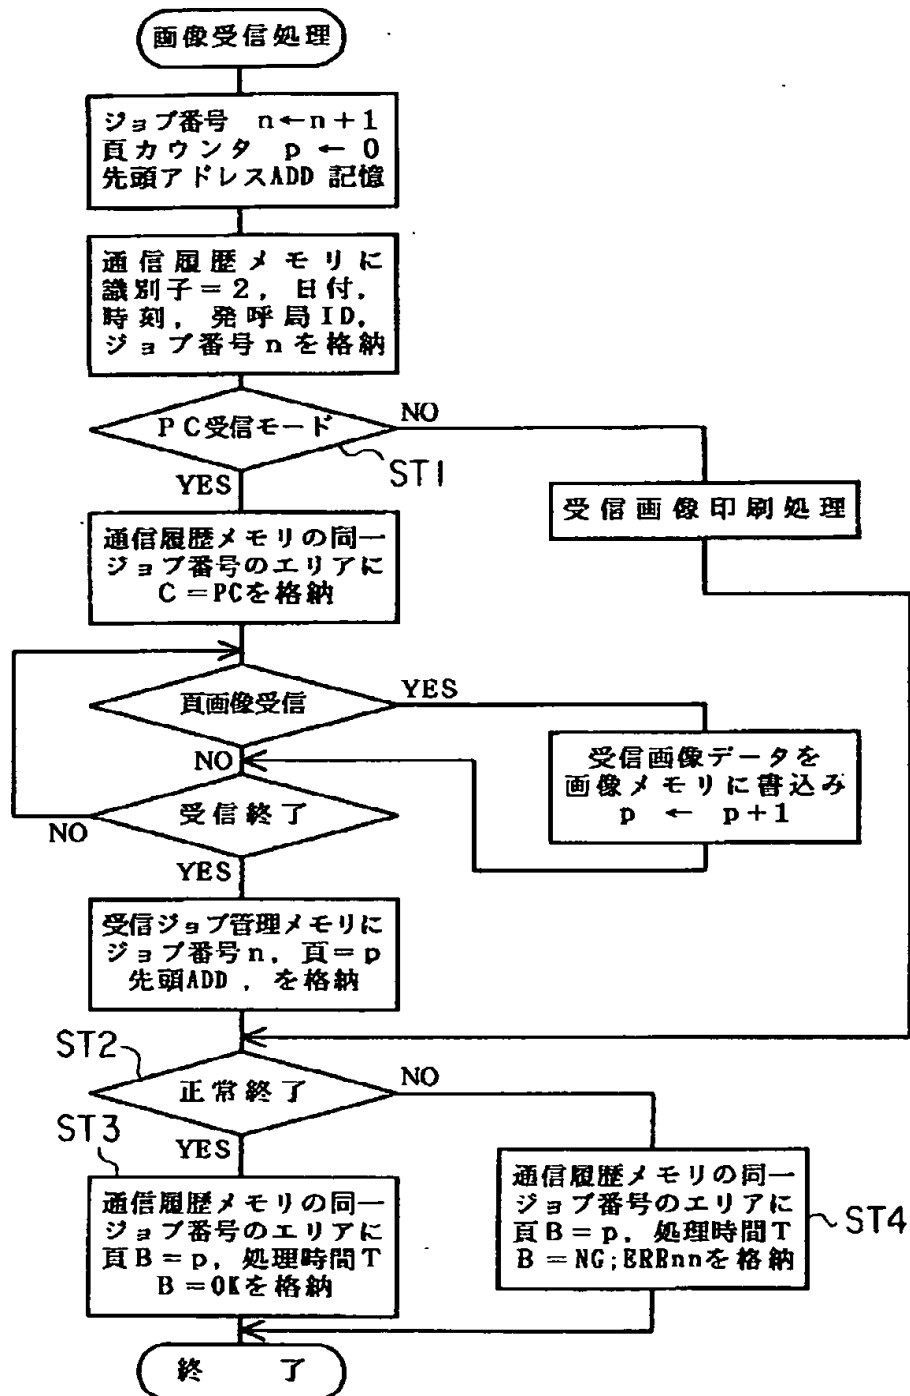 画像受信処理
ジョブ番号 n←n+1
頁カウンタ p ← 0
先頭アドレスADD 記憶
通信履歴メモリに
識別子=2, 日付,
時刻, 発呼局ID,
ジョブ番号nを格納
PC受信モード
NO
ST1
YES
受信画像印刷処理
通信履歴メモリの同一
ジョブ番号のエリアに
C=PCを格納
頁画像受信
YES
NO
受信画像データを
画像メモリに書込み
p ← p+1
受信終了
NO
YES
受信ジョブ管理メモリに
ジョブ番号n, 頁=p
先頭ADD , を格納
ST2
正常終了
NO
ST3
YES
通信履歴メモリの同一
ジョブ番号のエリアに
頁B=p, 処理時間T
B=OKを格納
通信履歴メモリの同一
ジョブ番号のエリアに
頁B=p, 処理時間T
B=NG;ERRnnを格納
ST4
終 了